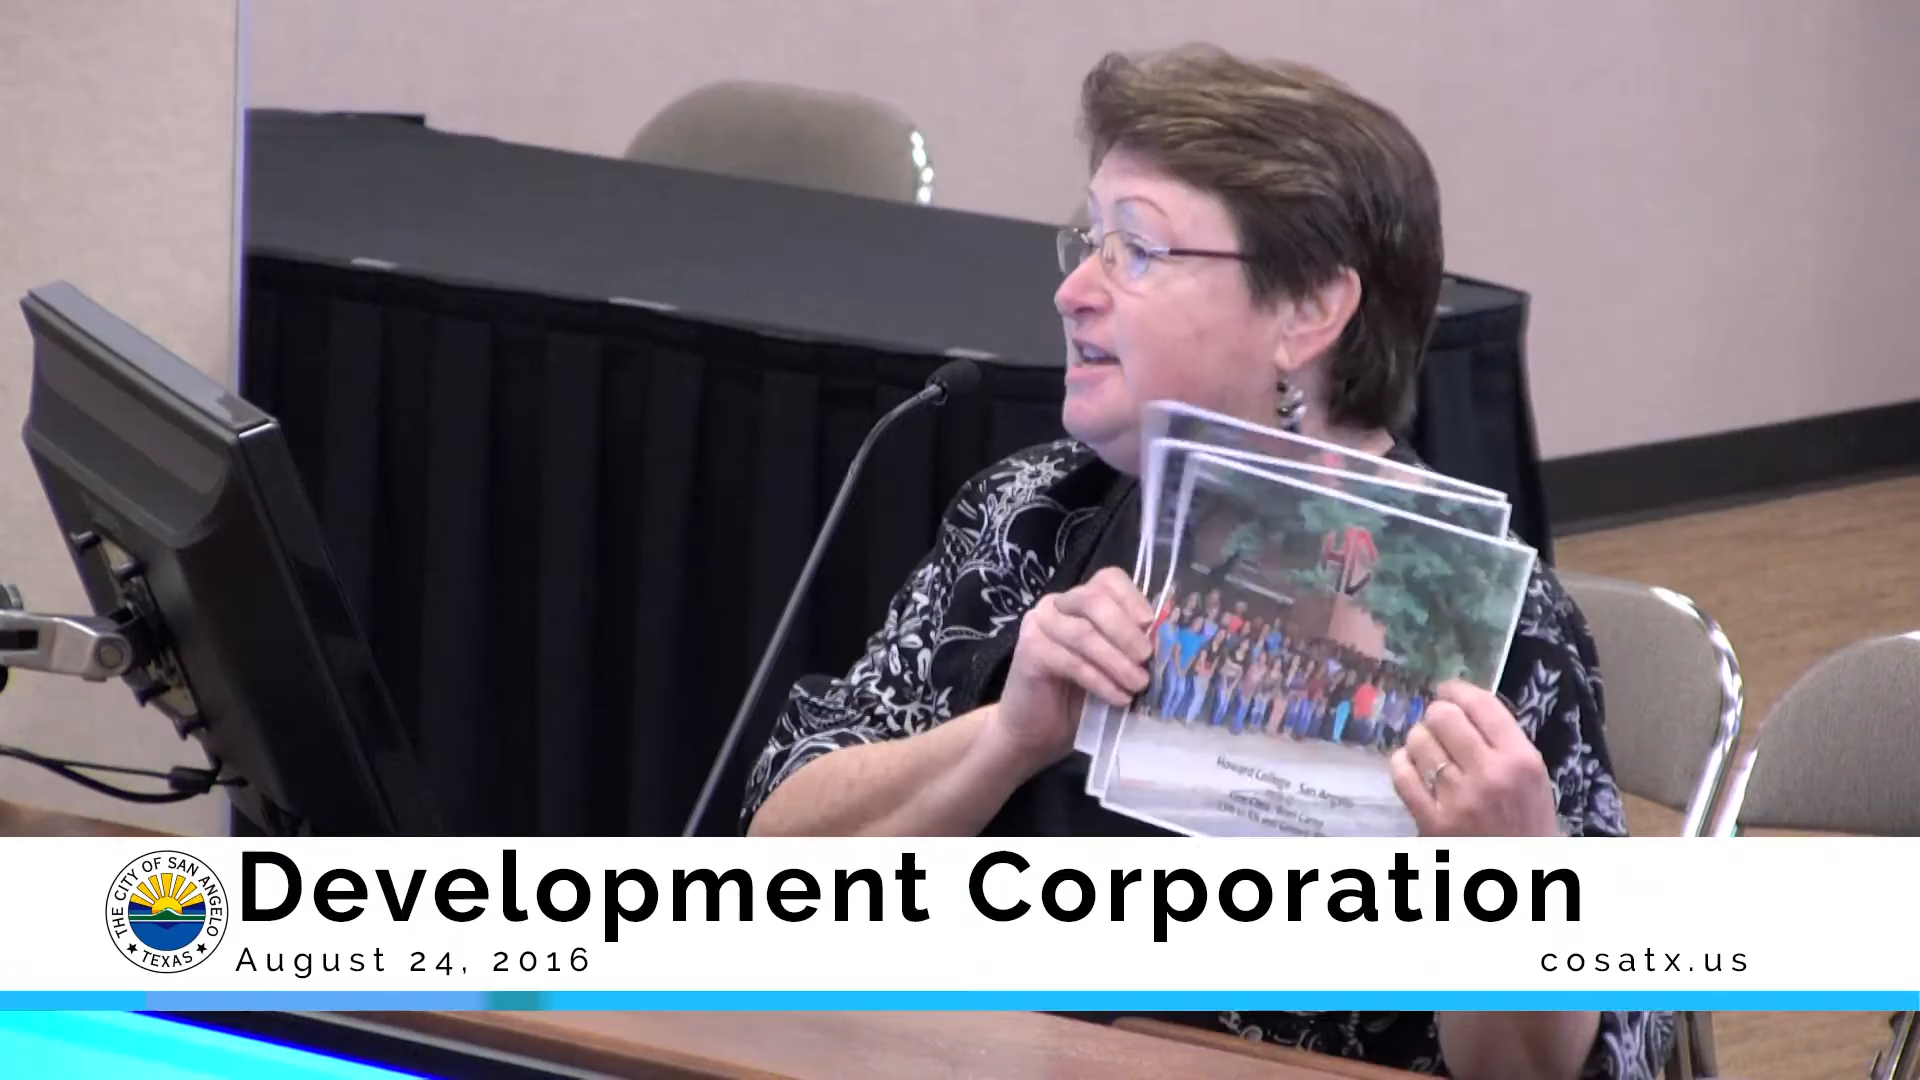 HC
Howard College San Angelo
THE CITY OF SAN ANGELO
TEXAS
Development Corporation
August 24, 2016
cosatx.us